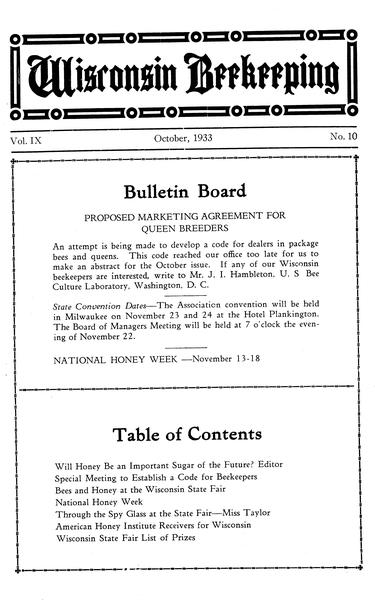 Wisconsin Beekeeping
Vol. IX October, 1933 No. 10
Bulletin Board
PROPOSED MARKETING AGREEMENT FOR
QUEEN BREEDERS
An attempt is being made to develop a code for dealers in package
bees and queens. This code reached our office too late for us to
make an abstract for the October issue. If any of our Wisconsin
beekeepers are interested, write to Mr. J. I. Hambleton, U. S Bee
Culture Laboratory, Washington, D. C.
State Convention Dates—The Association convention will be held
in Milwaukee on November 23 and 24 at the Hotel Plankington.
The Board of Managers Meeting will be held at 7 o'clock the eve-
ning of November 22.
NATIONAL HONEY WEEK —November 13-18
Table of Contents
Will Honey Be an Important Sugar of the Future? Editor
Special Meeting to Establish a Code for Beekeepers
Bees and Honey at the Wisconsin State Fair
National Honey Week
Through the Spy Glass at the State Fair—Miss Taylor
American Honey Institute Receivers for Wisconsin
Wisconsin State Fair List of Prizes